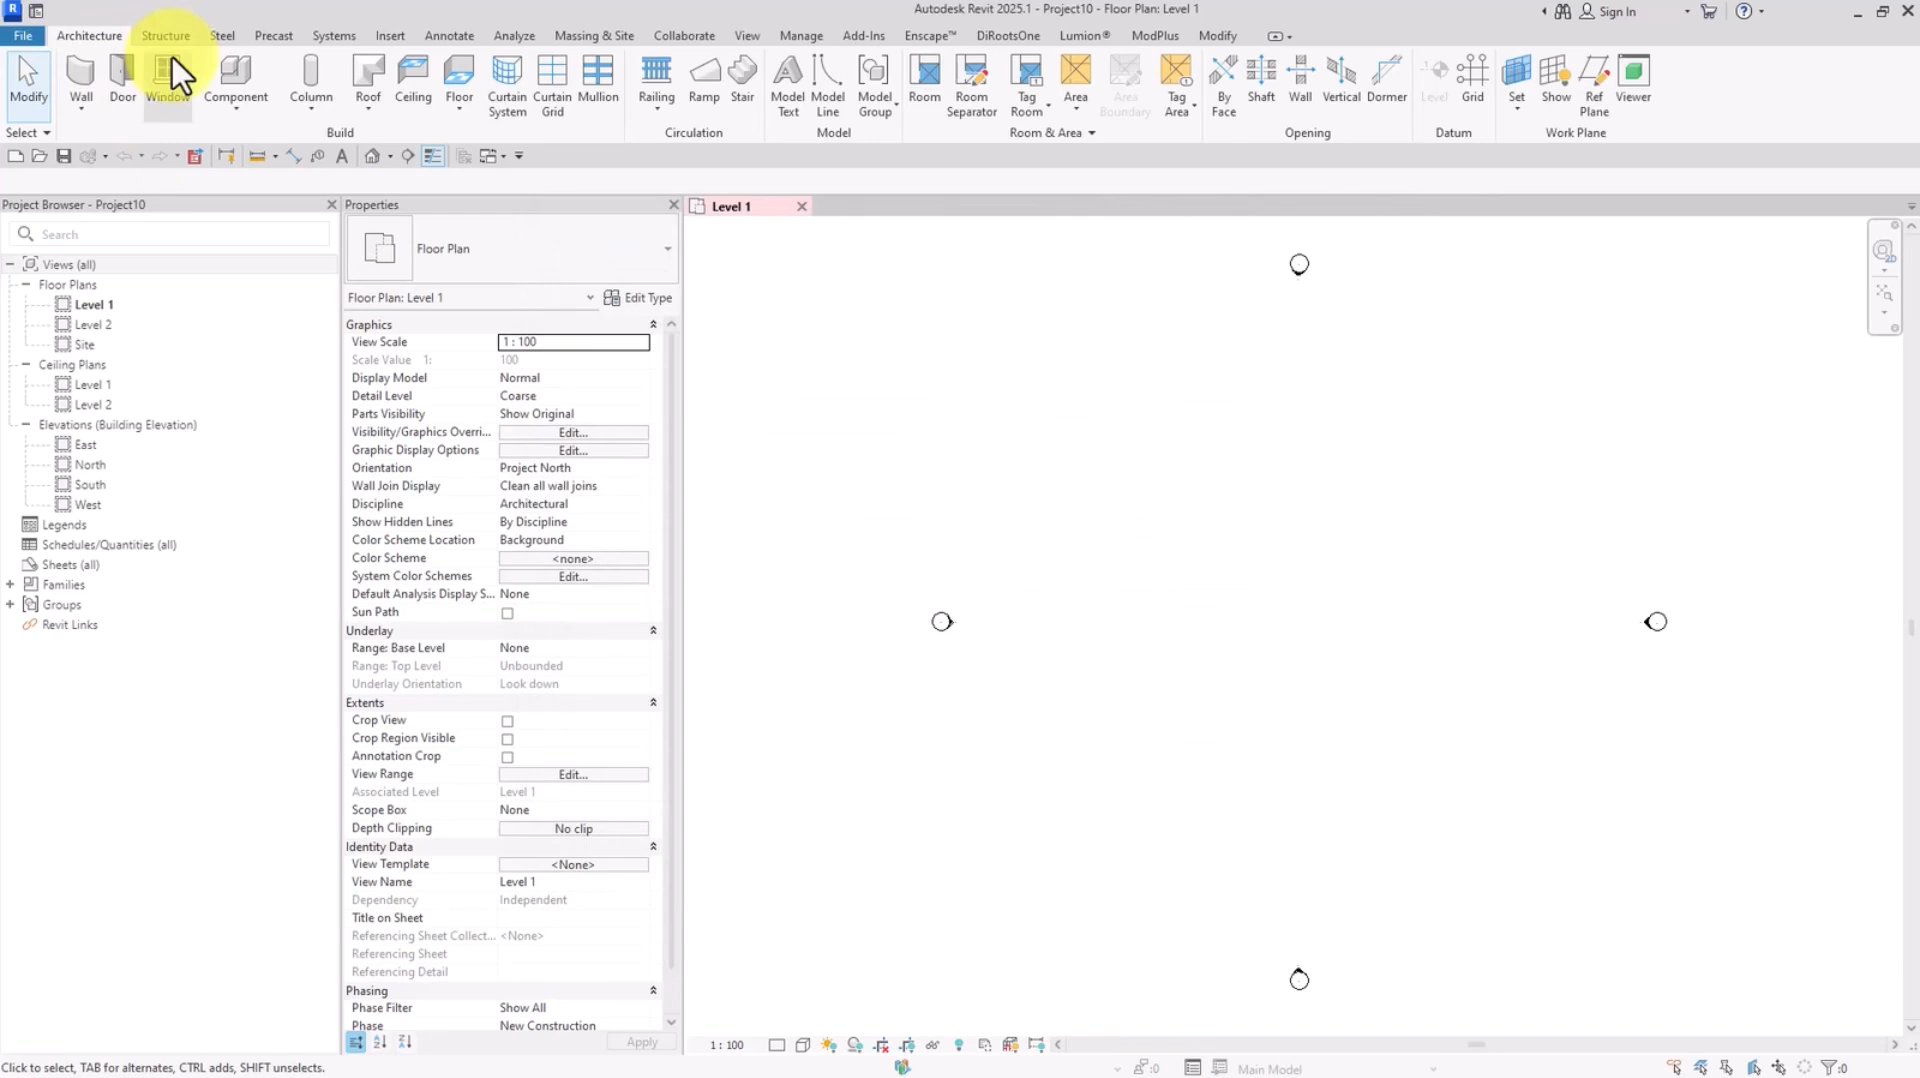 Autodesk Revit 2025.1 - Project10 - Floor Plan: Level 1
Sign In
File Architecture Structure Steel Precast Systems Insert Annotate Analyze Massing & Site Collaborate View Manage Add-Ins Enscape™ DiRootsOne Lumion® ModPlus Modify
Modify Wall Door Window Component Column Roof Ceiling Floor Curtain System Curtain Grid Mullion Railing Ramp Stair Model Text Model Line Model Group Room Room Separator Tag Room Area Area Boundary Tag Area By Face Shaft Wall Vertical Dormer Level Grid Set Show Ref Plane Viewer
Select Build Circulation Model Room & Area Opening Datum Work Plane
Project Browser - Project10
Search
Views (all)
Floor Plans
Level 1
Level 2
Site
Ceiling Plans
Level 1
Level 2
Elevations (Building Elevation)
East
North
South
West
Legends
Schedules/Quantities (all)
Sheets (all)
Families
Groups
Revit Links
Properties
Floor Plan
Floor Plan: Level 1 Edit Type
Graphics
View Scale 1 : 100
Scale Value 1: 100
Display Model Normal
Detail Level Coarse
Parts Visibility Show Original
Visibility/Graphics Overri... Edit...
Graphic Display Options Edit...
Orientation Project North
Wall Join Display Clean all wall joins
Discipline Architectural
Show Hidden Lines By Discipline
Color Scheme Location Background
Color Scheme <none>
System Color Schemes Edit...
Default Analysis Display S... None
Sun Path
Underlay
Range: Base Level None
Range: Top Level Unbounded
Underlay Orientation Look down
Extents
Crop View
Crop Region Visible
Annotation Crop
View Range Edit...
Associated Level Level 1
Scope Box None
Depth Clipping No clip
Identity Data
View Template <None>
View Name Level 1
Dependency Independent
Title on Sheet
Referencing Sheet Collect... <None>
Referencing Sheet
Referencing Detail
Phasing
Phase Filter Show All
Phase New Construction
Apply
Level 1
2D
1 : 100
Click to select, TAB for alternates, CTRL adds, SHIFT unselects.
:0
Main Model
:0